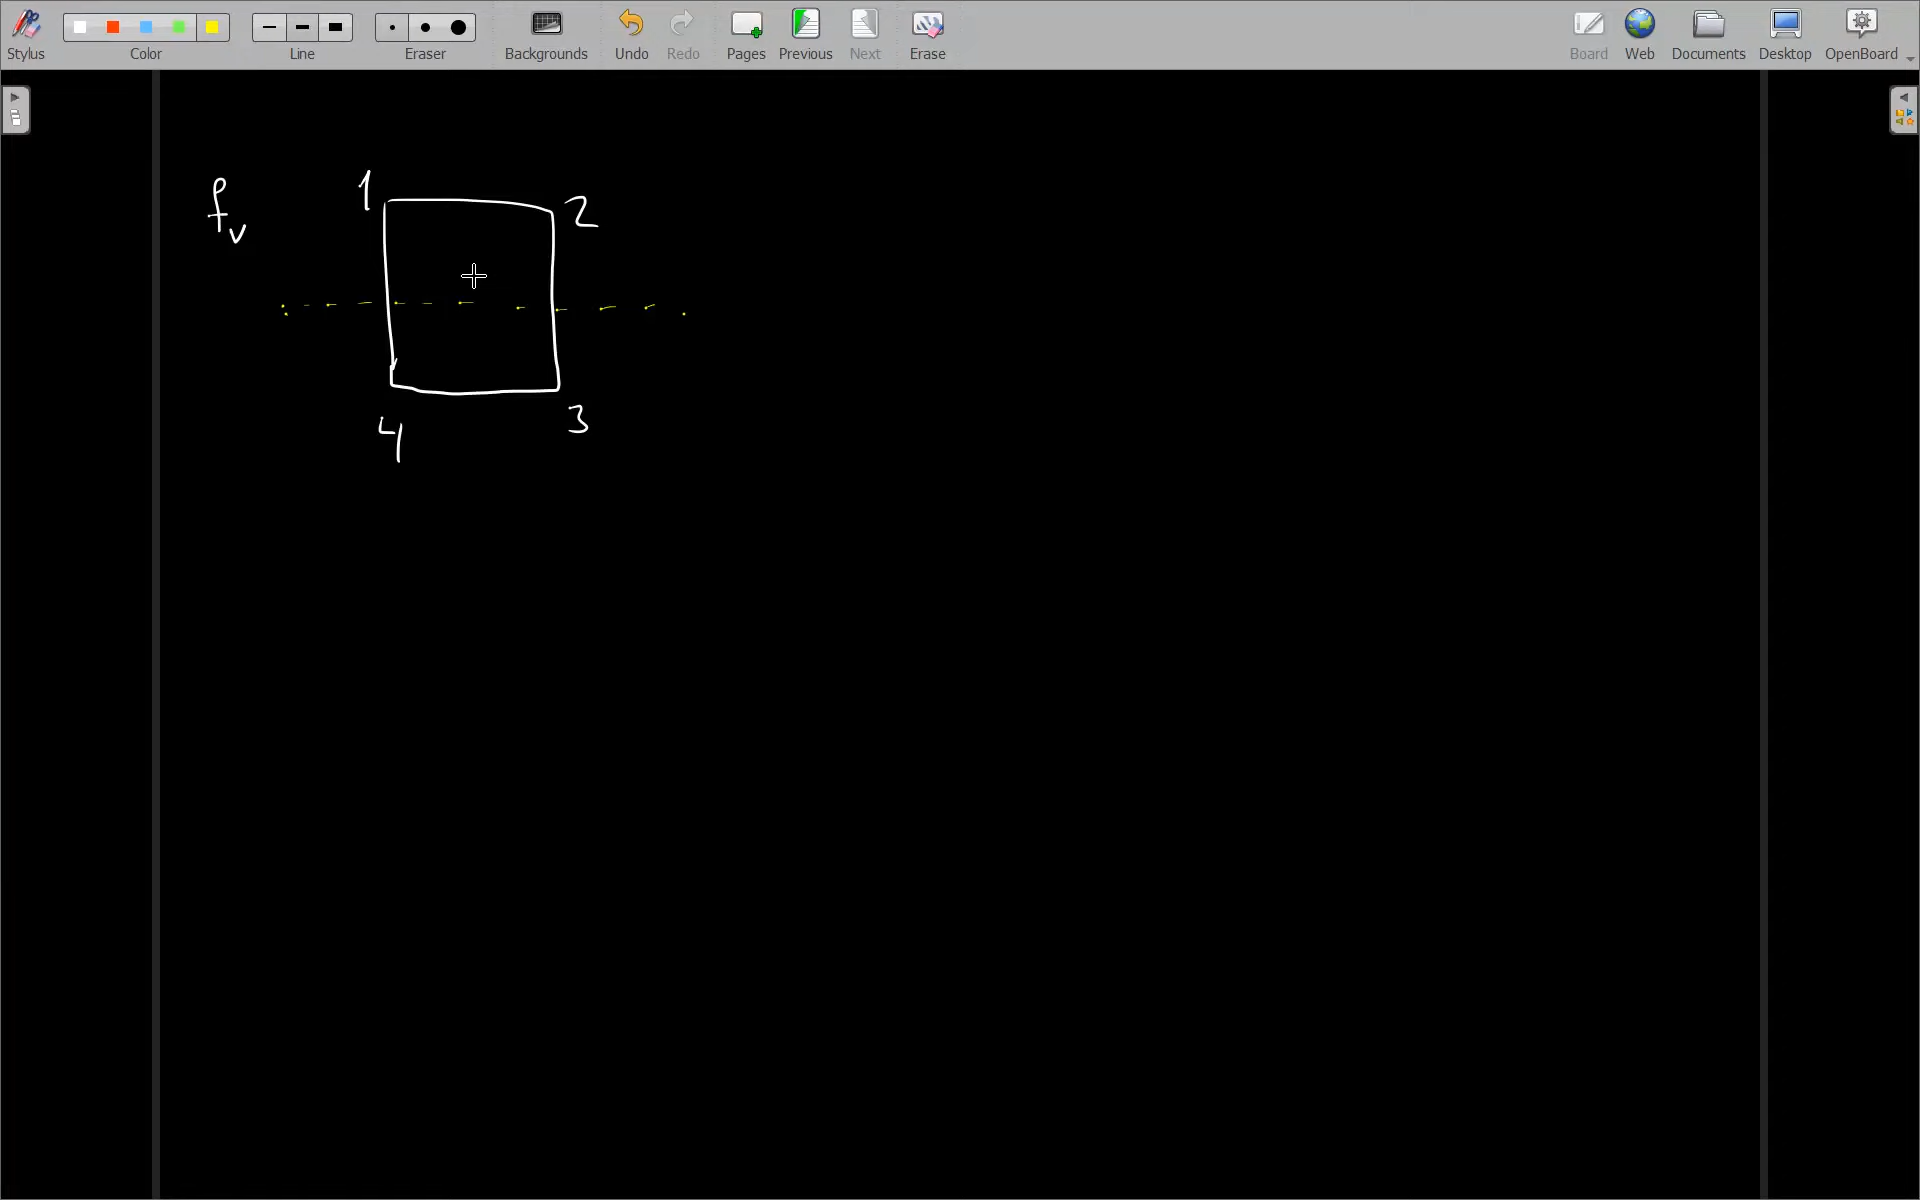 Stylus Color Line Eraser Backgrounds Undo Redo Pages Previous Next Erase Board Web Documents Desktop OpenBoard
f_v 1 2
4 3